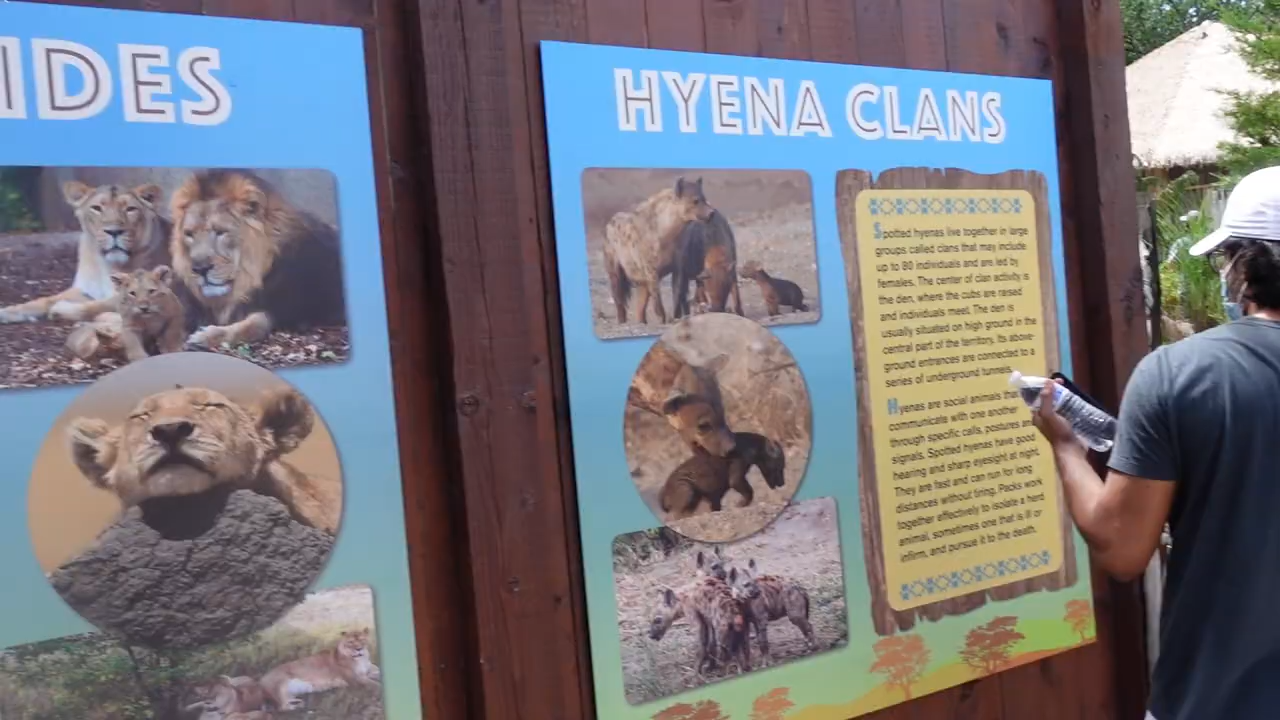 IDES
HYENA CLANS
Spotted hyenas live together in large
groups called clans that may include
up to 80 individuals and are led by
females. The center of clan activity is
the den, where the cubs are raised
and individuals meet. The den is
usually situated on high ground in the
central part of the territory. Its above-
ground entrances are connected to a
series of underground tunnels.
Hyenas are social animals that
communicate with one another
through specific calls, postures and
signals. Spotted hyenas have good
hearing and sharp eyesight at night.
They are fast and can run for long
distances without tiring. Packs work
together effectively to isolate a herd
animal, sometimes one that is ill or
infirm, and pursue it to the death.